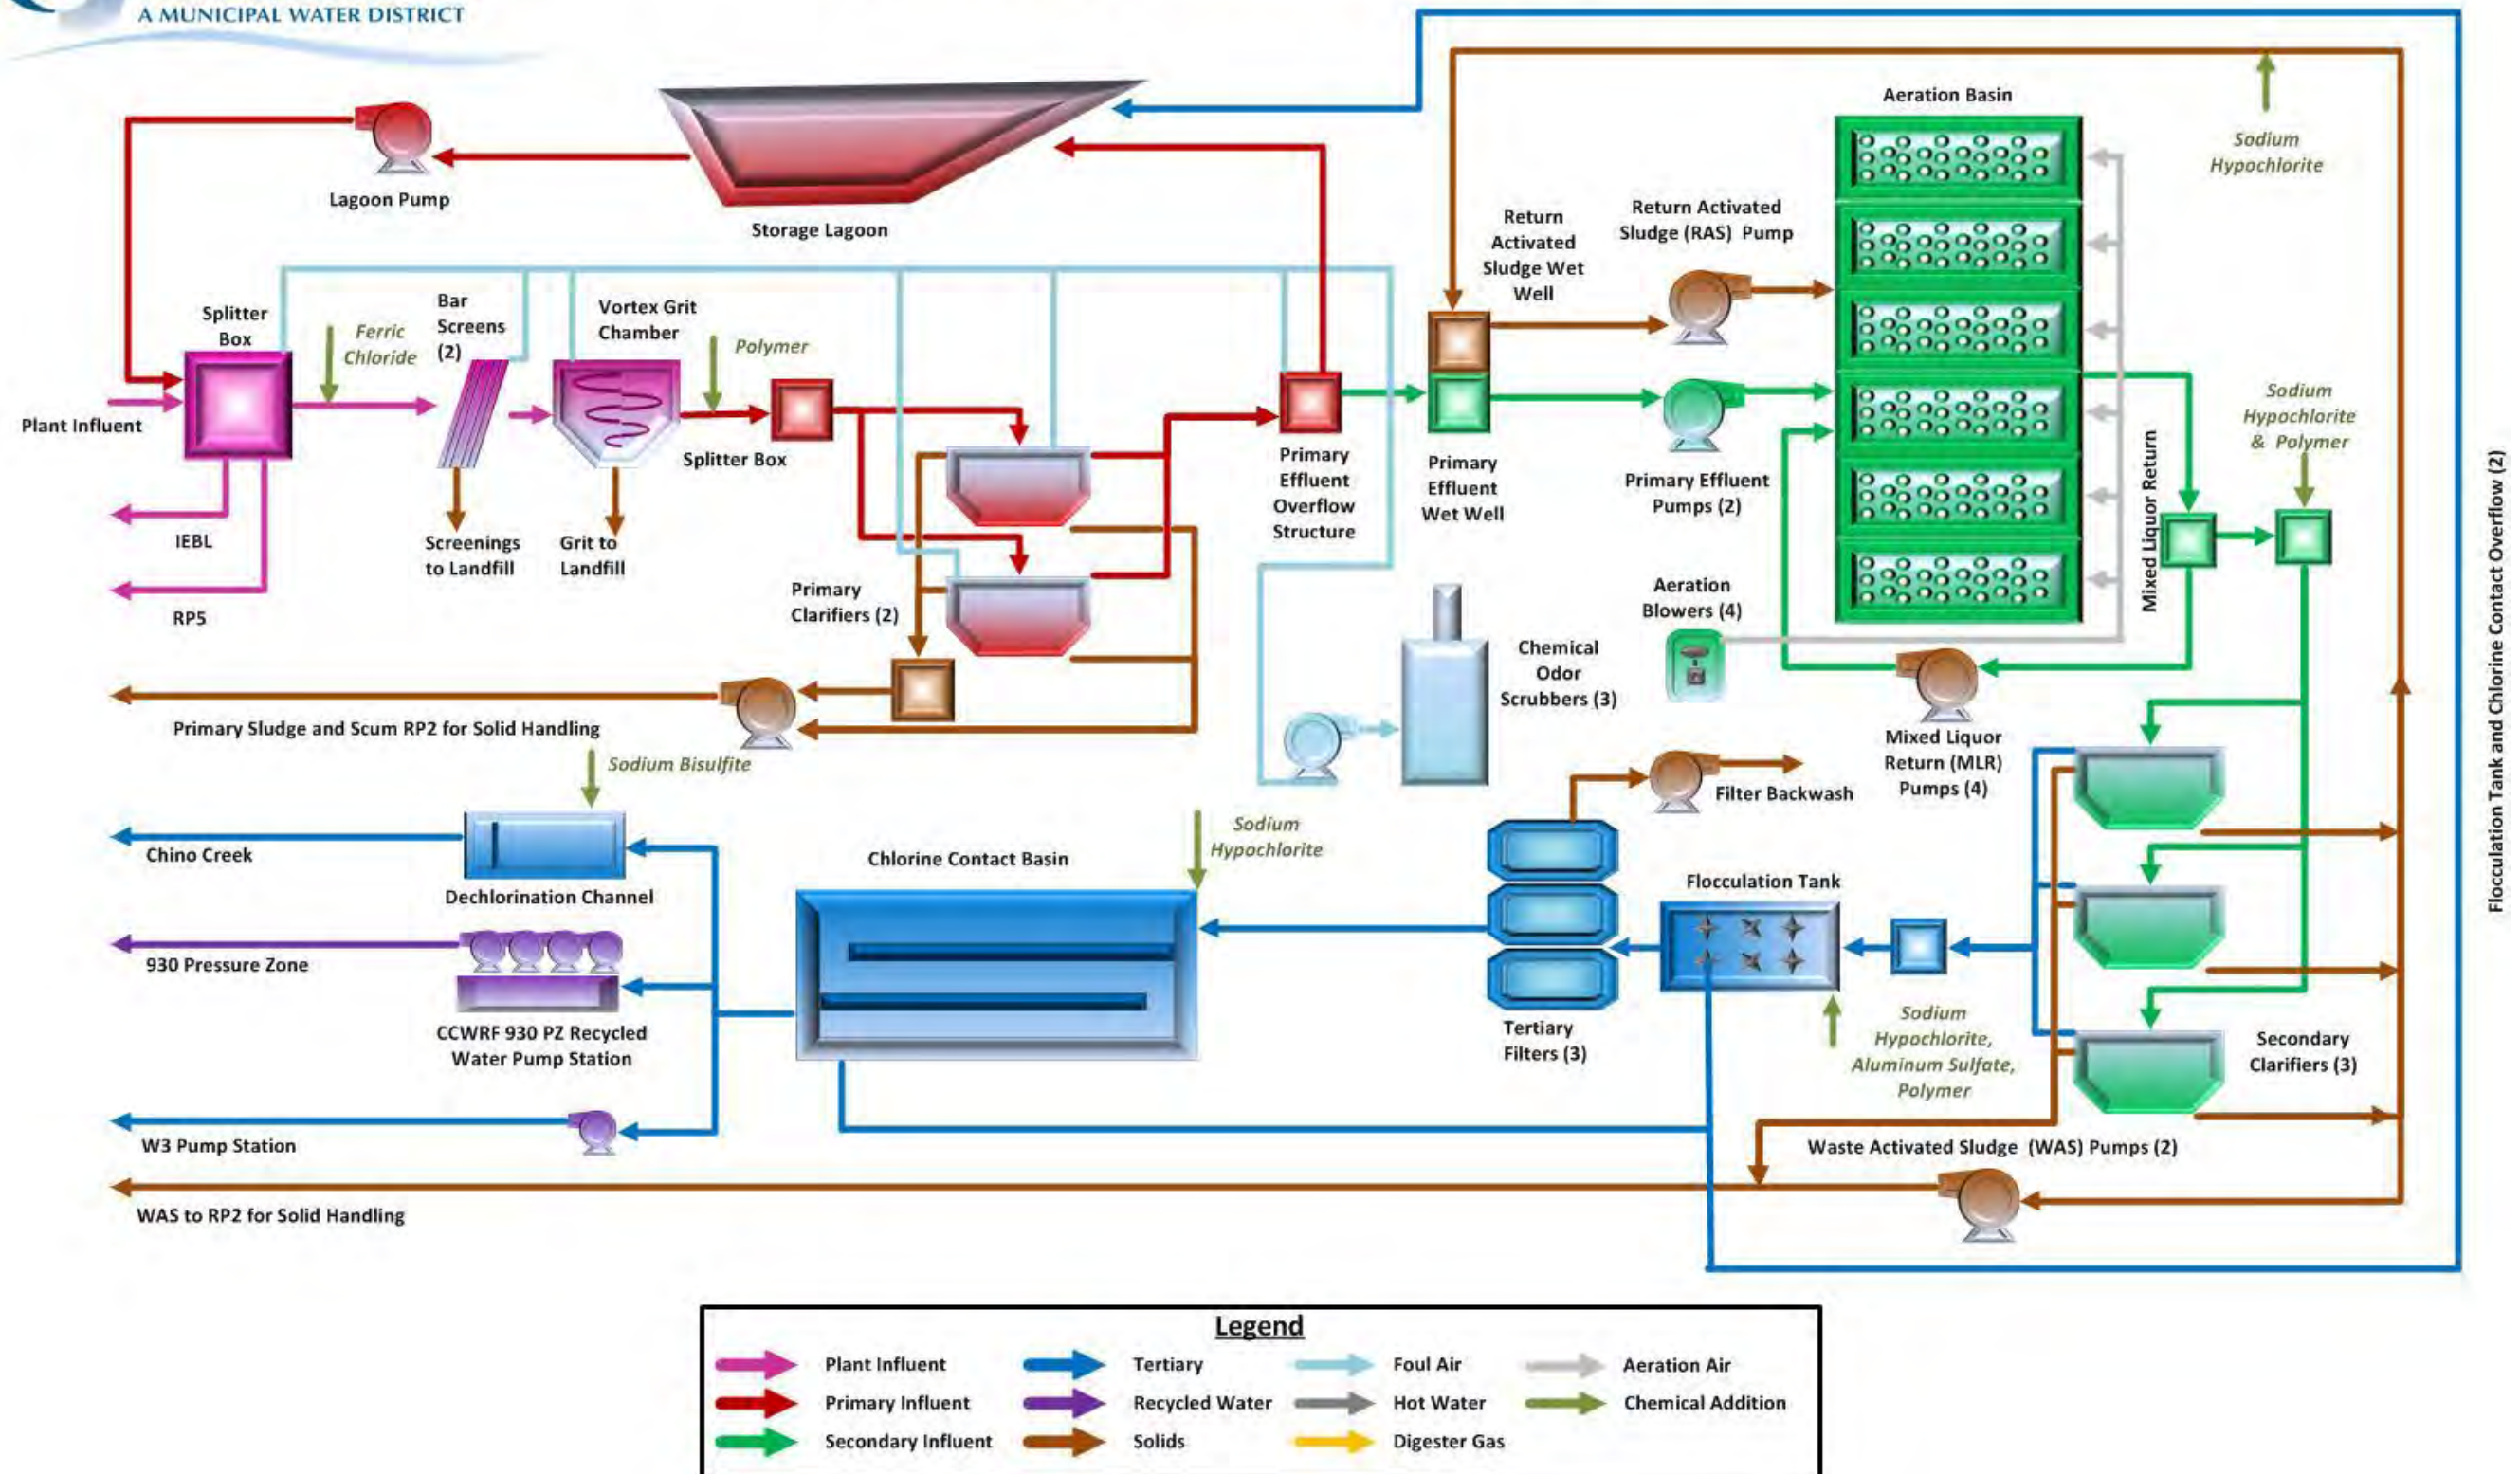 A MUNICIPAL WATER DISTRICT
Aeration Basin
Sodium
Hypochlorite
Lagoon Pump
Storage Lagoon
Return
Activated
Sludge Wet
Well
Return Activated
Sludge (RAS) Pump
Splitter
Box
Ferric
Chloride
Bar
Screens
(2)
Vortex Grit
Chamber
Polymer
Plant Influent
Splitter Box
Primary
Effluent
Overflow
Structure
Primary
Effluent
Wet Well
Primary Effluent
Pumps (2)
Mixed Liquor Return
Sodium
Hypochlorite
& Polymer
Flocculation Tank and Chlorine Contact Overflow (2)
IEBL
RP5
Screenings
to Landfill
Grit to
Landfill
Primary
Clarifiers (2)
Aeration
Blowers (4)
Chemical
Odor
Scrubbers (3)
Primary Sludge and Scum RP2 for Solid Handling
Sodium Bisulfite
Mixed Liquor
Return (MLR)
Pumps (4)
Filter Backwash
Chino Creek
Dechlorination Channel
Chlorine Contact Basin
Sodium
Hypochlorite
Flocculation Tank
930 Pressure Zone
CCWRF 930 PZ Recycled
Water Pump Station
Tertiary
Filters (3)
Sodium
Hypochlorite,
Aluminum Sulfate,
Polymer
Secondary
Clarifiers (3)
W3 Pump Station
Waste Activated Sludge (WAS) Pumps (2)
WAS to RP2 for Solid Handling
Legend
Plant Influent
Tertiary
Foul Air
Aeration Air
Primary Influent
Recycled Water
Hot Water
Chemical Addition
Secondary Influent
Solids
Digester Gas